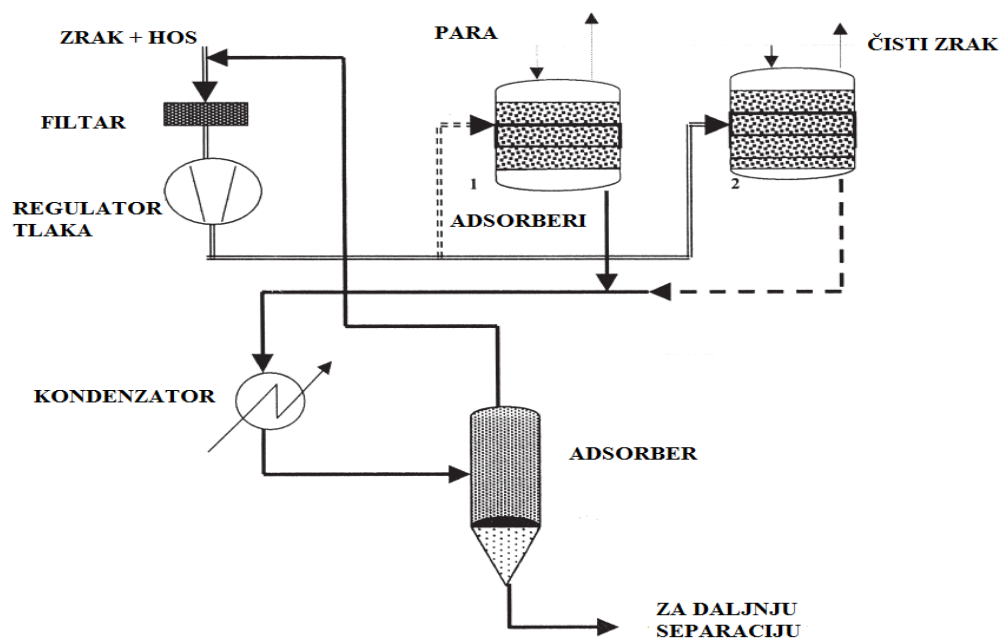 ZRAK + HOS
PARA
ČISTI ZRAK
FILTAR
1
2
REGULATOR
TLAKA
ADSORBERI
KONDENZATOR
ADSORBER
ZA DALJNJU
SEPARACIJU